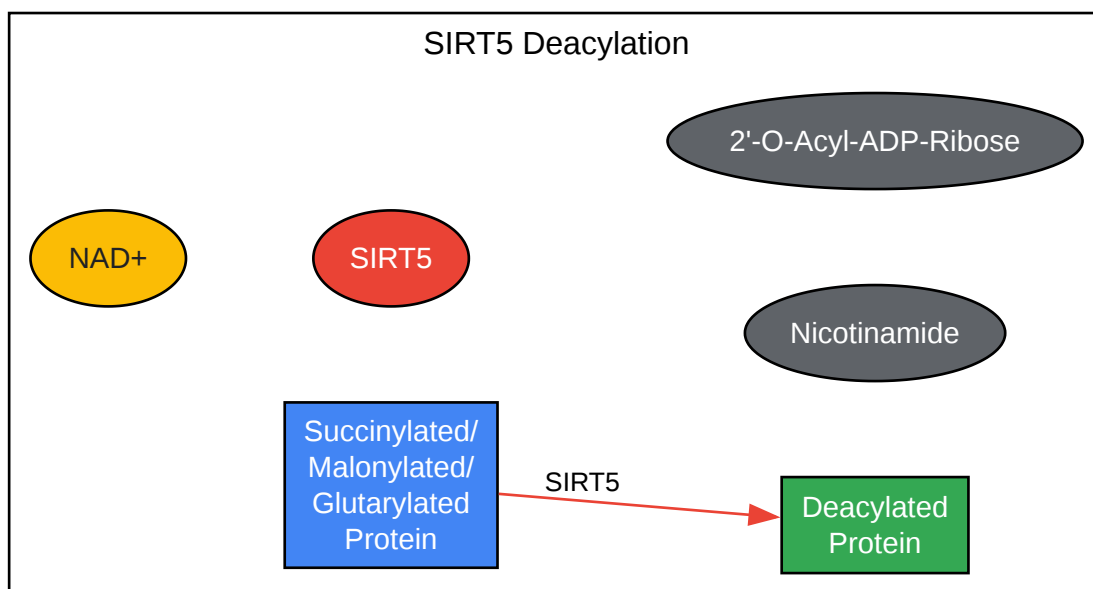 SIRT5 Deacylation
2'-O-Acyl-ADP-Ribose
NAD+
SIRT5
Nicotinamide
Succinylated/
Malonylated/
Glutarylated
Protein
SIRT5
Deacylated
Protein